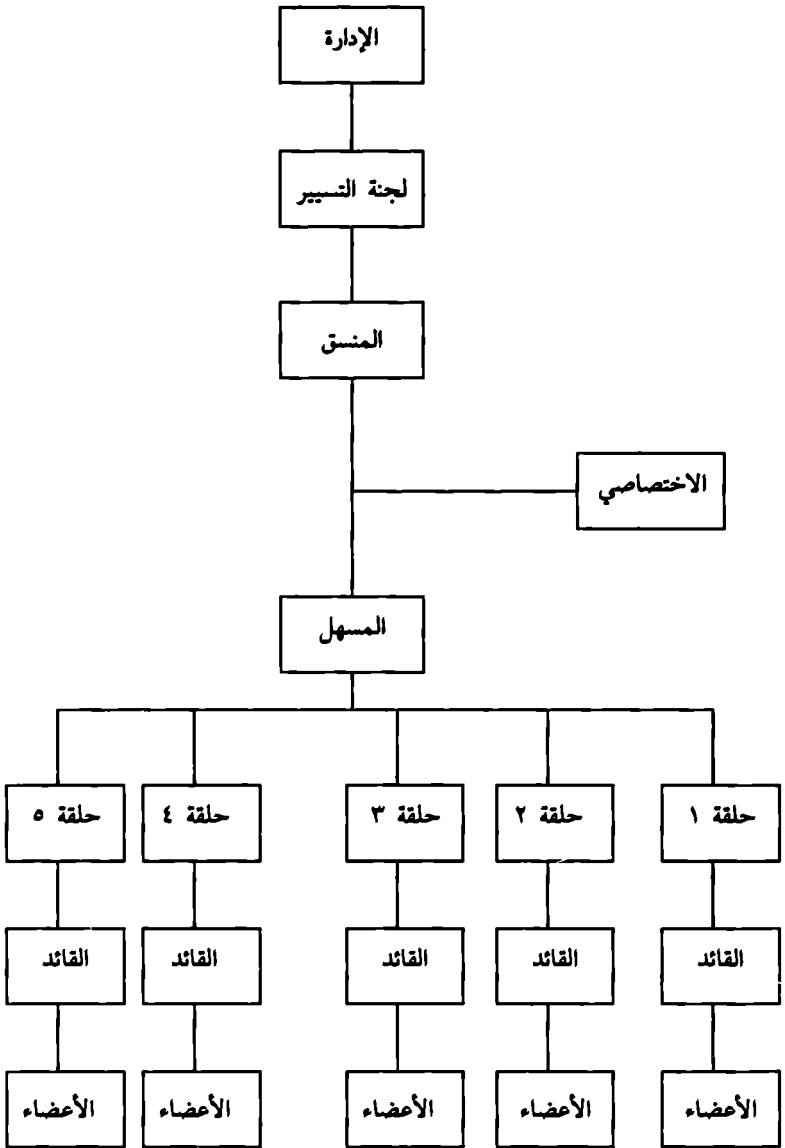 الإدارة
لجنة التسيير
المنسق
الاختصاصي
المسهل
حلقة ١
حلقة ٢
حلقة ٣
حلقة ٤
حلقة ٥
القائد
القائد
القائد
القائد
القائد
الأعضاء
الأعضاء
الأعضاء
الأعضاء
الأعضاء